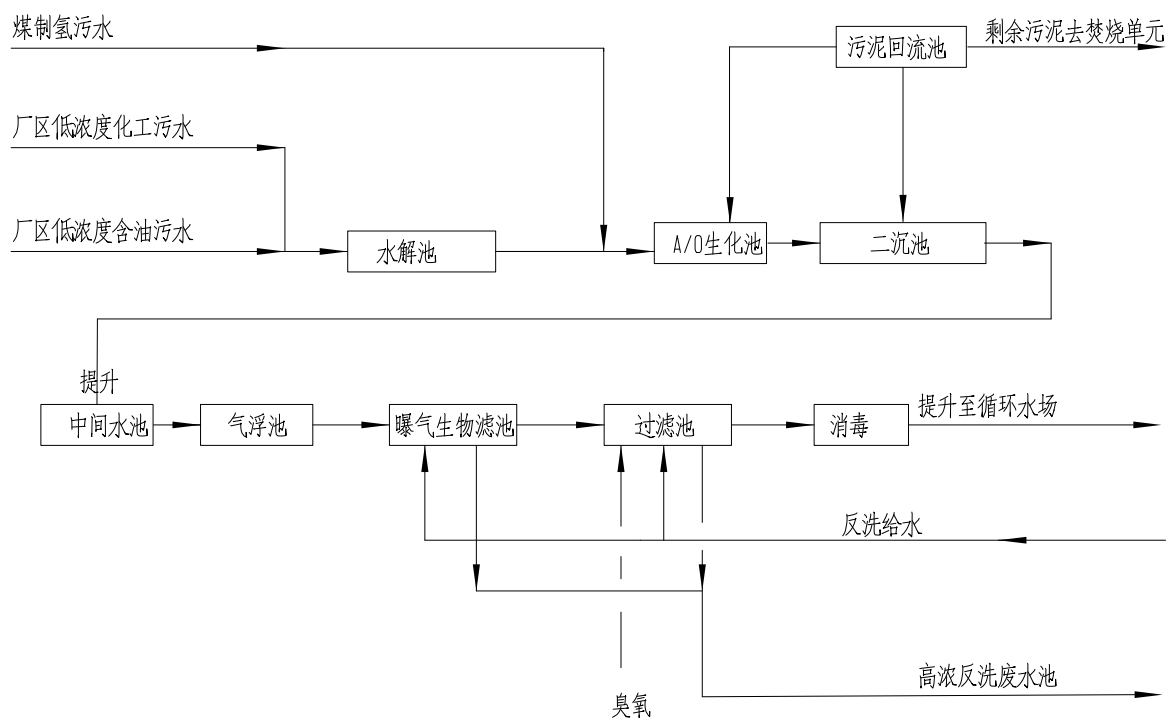 煤制氢污水
污泥回流池
剩余污泥去焚烧单元
厂区低浓度化工污水
厂区低浓度含油污水
水解池
A/O生化池
二沉池
提升
中间水池
气浮池
曝气生物滤池
过滤池
消毒
提升至循环水场
反洗给水
高浓反洗废水池
臭氧